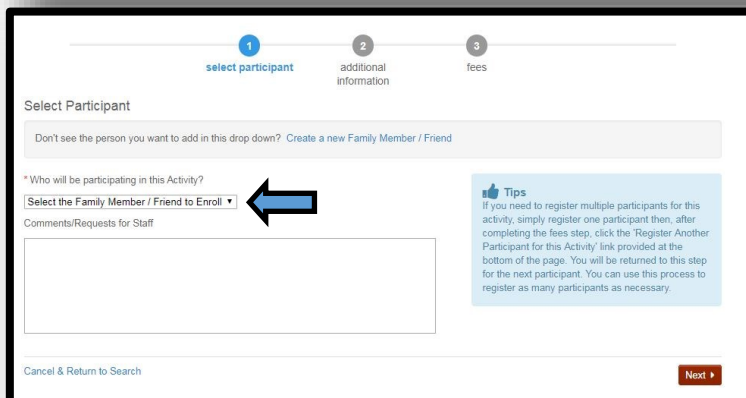 1 2 3
select participant additional fees
information
Select Participant
Don't see the person you want to add in this drop down? Create a new Family Member / Friend
* Who will be participating in this Activity?
Select the Family Member / Friend to Enroll ▼
Comments/Requests for Staff
Tips
If you need to register multiple participants for this
activity, simply register one participant then, after
completing the fees step, click the 'Register Another
Participant for this Activity' link provided at the
bottom of the page. You will be returned to this step
for the next participant. You can use this process to
register as many participants as necessary.
Cancel & Return to Search
Next